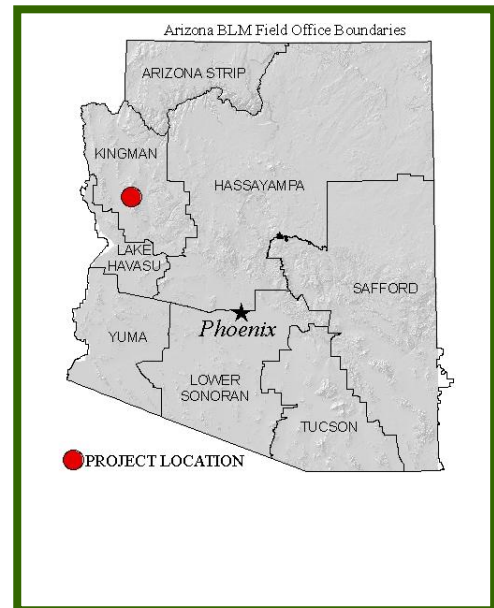 Arizona BLM Field Office Boundaries
ARIZONA STRIP
KINGMAN
HASSAYAMPA
LAKE
HAVASU
SAFFORD
Phoenix
YUMA
LOWER
SONORAN
TUCSON
PROJECT LOCATION